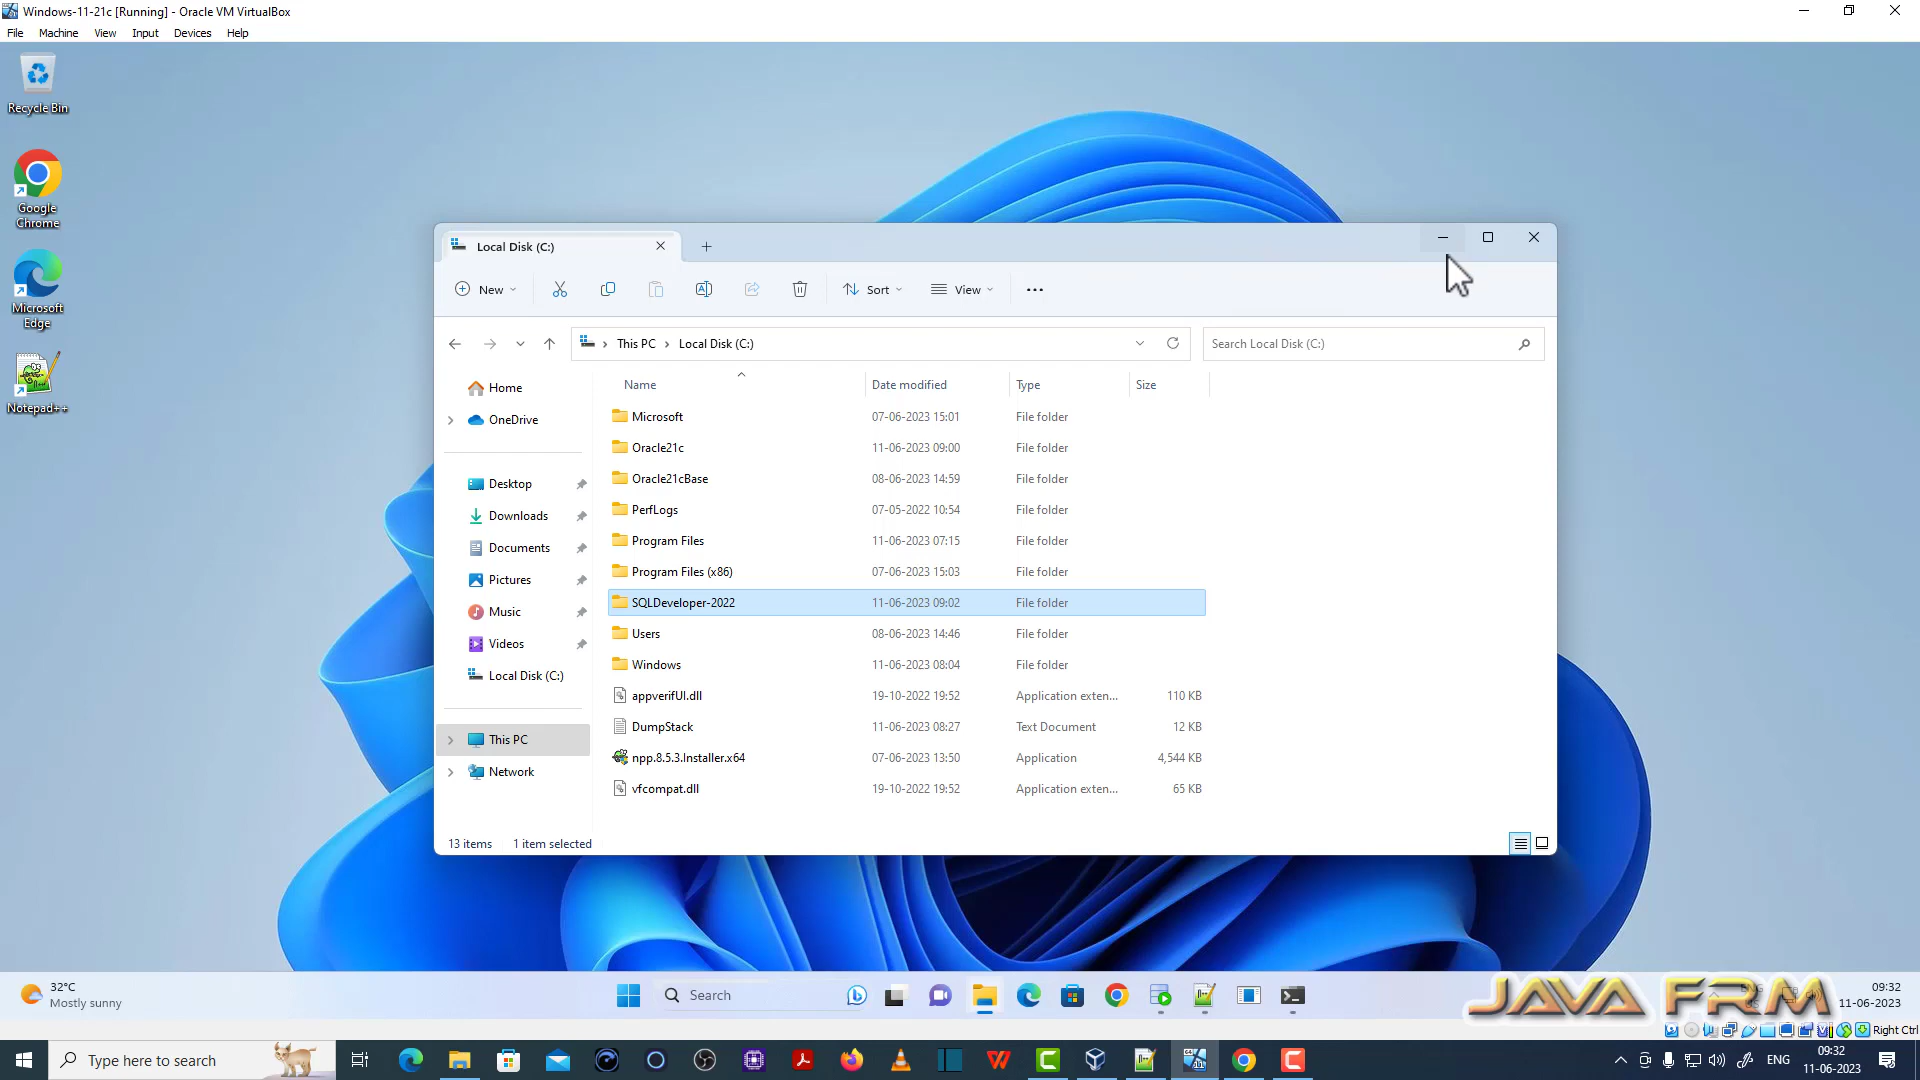 Windows-11-21c [Running] - Oracle VM VirtualBox
File Machine View Input Devices Help
Recycle Bin
Google Chrome
Microsoft Edge
Notepad++
Local Disk (C:)
New Sort View
This PC Local Disk (C:) Search Local Disk (C:)
Name Date modified Type Size
Home
OneDrive
Desktop
Downloads
Documents
Pictures
Music
Videos
Local Disk (C:)
This PC
Network
Microsoft 07-06-2023 15:01 File folder
Oracle21c 11-06-2023 09:00 File folder
Oracle21cBase 08-06-2023 14:59 File folder
PerfLogs 07-05-2022 10:54 File folder
Program Files 11-06-2023 07:15 File folder
Program Files (x86) 07-06-2023 15:03 File folder
SQLDeveloper-2022 11-06-2023 09:02 File folder
Users 08-06-2023 14:46 File folder
Windows 11-06-2023 08:04 File folder
appverifUI.dll 19-10-2022 19:52 Application exten... 110 KB
DumpStack 11-06-2023 08:27 Text Document 12 KB
npp.8.5.3.Installer.x64 07-06-2023 13:50 Application 4,544 KB
vfcompat.dll 19-10-2022 19:52 Application exten... 65 KB
13 items 1 item selected
32°C
Mostly sunny
Search
JAVA FRM
09:32
11-06-2023
Right Ctrl
Type here to search
ENG
09:32
11-06-2023